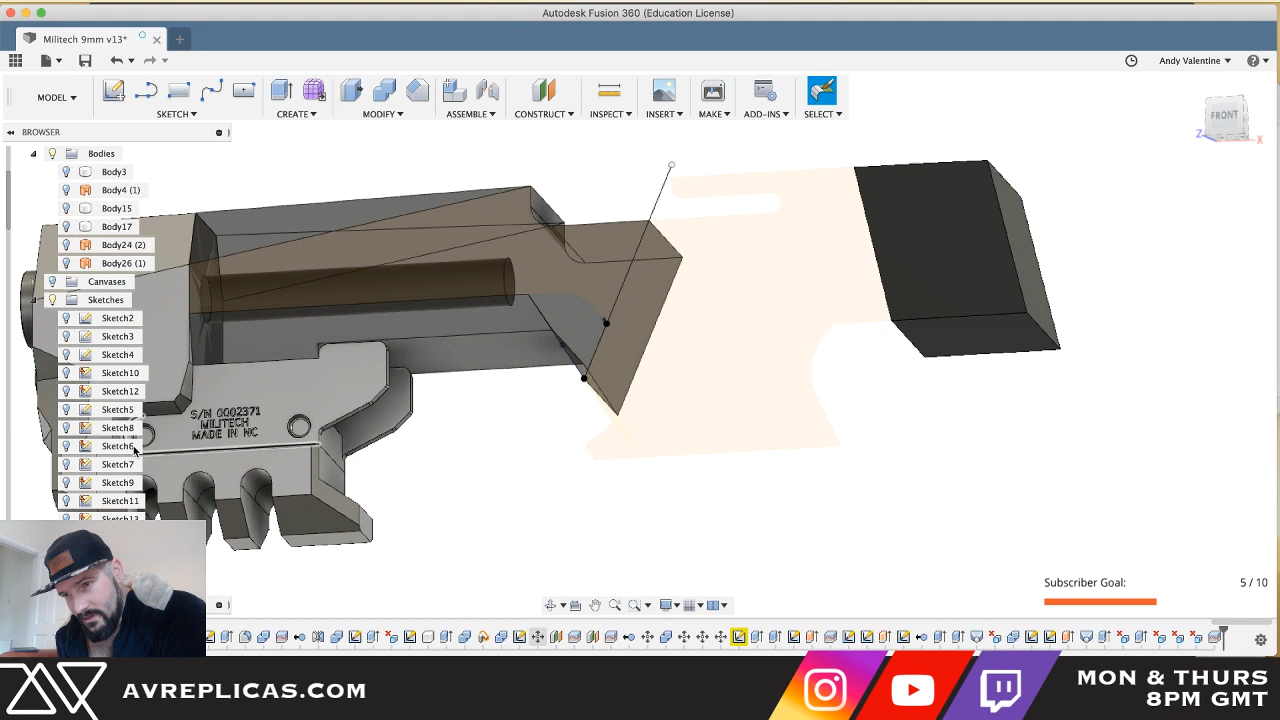 Autodesk Fusion 360 (Education License)
Militech 9mm v13*
Andy Valentine
MODEL
SKETCH
CREATE
MODIFY
ASSEMBLE
CONSTRUCT
INSPECT
INSERT
MAKE
ADD-INS
SELECT
BROWSER
FRONT
Z
X
Bodies
Body3
Body4 (1)
Body15
Body17
Body24 (2)
Body26 (1)
Canvases
Sketches
Sketch2
Sketch3
Sketch4
Sketch10
Sketch12
Sketch5
Sketch8
Sketch6
Sketch7
Sketch9
Sketch11
Sketch13
S/N 0002371
MILITECH
MADE IN NC
Subscriber Goal: 5 / 10
AVREPLICAS.COM
MON & THURS
8PM GMT